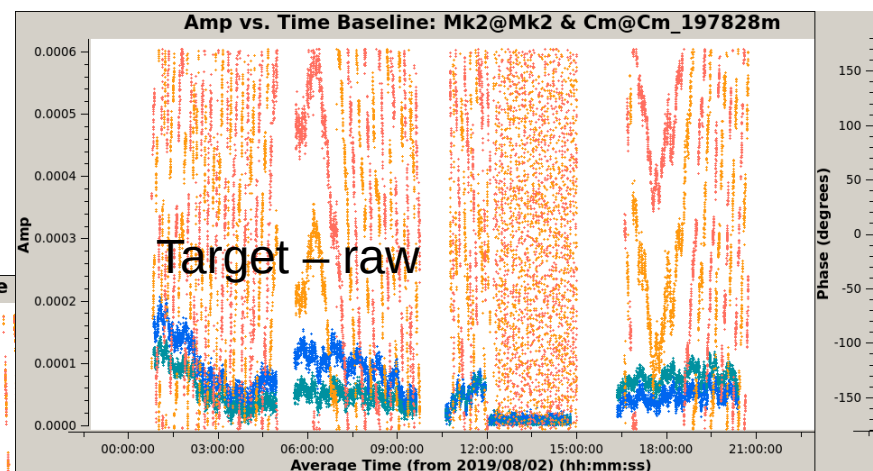 Amp vs. Time Baseline: Mk2@Mk2 & Cm@Cm_197828m
0.0006
0.0005
0.0004
0.0003
0.0002
0.0001
0.0000
Amp
Target – raw
00:00:00 03:00:00 06:00:00 09:00:00 12:00:00 15:00:00 18:00:00 21:00:00
Average Time (from 2019/08/02) (hh:mm:ss)
e
Phase (degrees)
150
100
50
0
-50
-100
-150